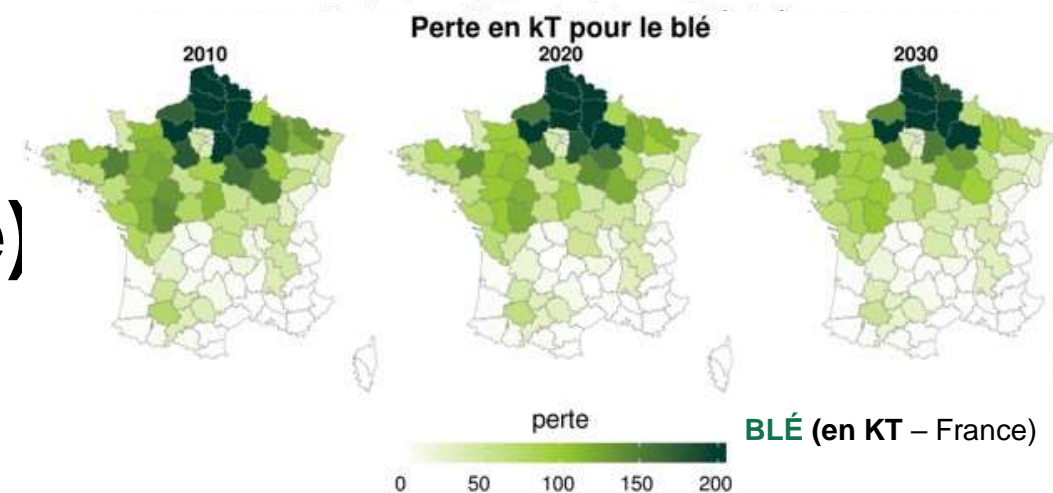 Perte en kT pour le blé
2010
2020
2030
e)
perte
0 50 100 150 200
BLÉ (en KT – France)